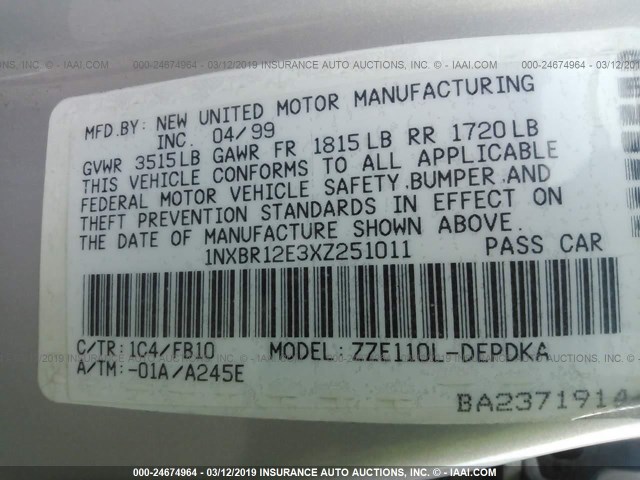 000-24674964 - 03/12/2019 INSURANCE AUTO AUCTIONS, INC. - IAAI.COM
MFD.BY: NEW UNITED MOTOR MANUFACTURING
INC. 04/99
GVWR 3515LB GAWR FR 1815LB RR 1720LB
THIS VEHICLE CONFORMS TO ALL APPLICABLE
FEDERAL MOTOR VEHICLE SAFETY.BUMPER.AND
THEFT PREVENTION STANDARDS IN EFFECT ON
THE DATE OF MANUFACTURE SHOWN ABOVE.
1NXBR12E3XZ251011 PASS CAR
C/TR: 1C4/FB10 MODEL: ZZE110L-DEPDKA
A/TM: -01A/A245E
BA2371914
000-24674964 - 03/12/2019 INSURANCE AUTO AUCTIONS, INC. - IAAI.COM